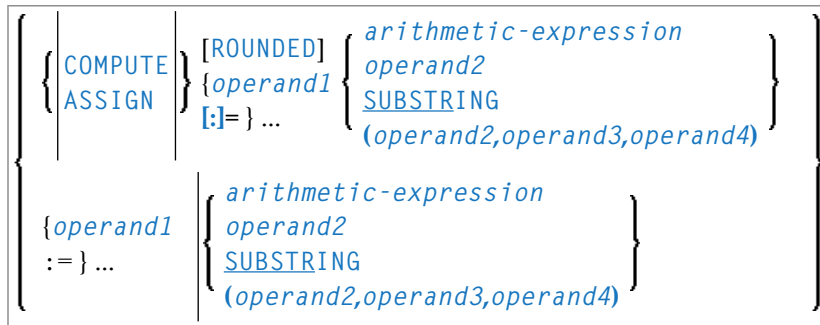 COMPUTE
ASSIGN
[ROUNDED]
{operand1
[:]= } ...
arithmetic-expression
operand2
SUBSTRING
(operand2,operand3,operand4)
{operand1
:= } ...
arithmetic-expression
operand2
SUBSTRING
(operand2,operand3,operand4)